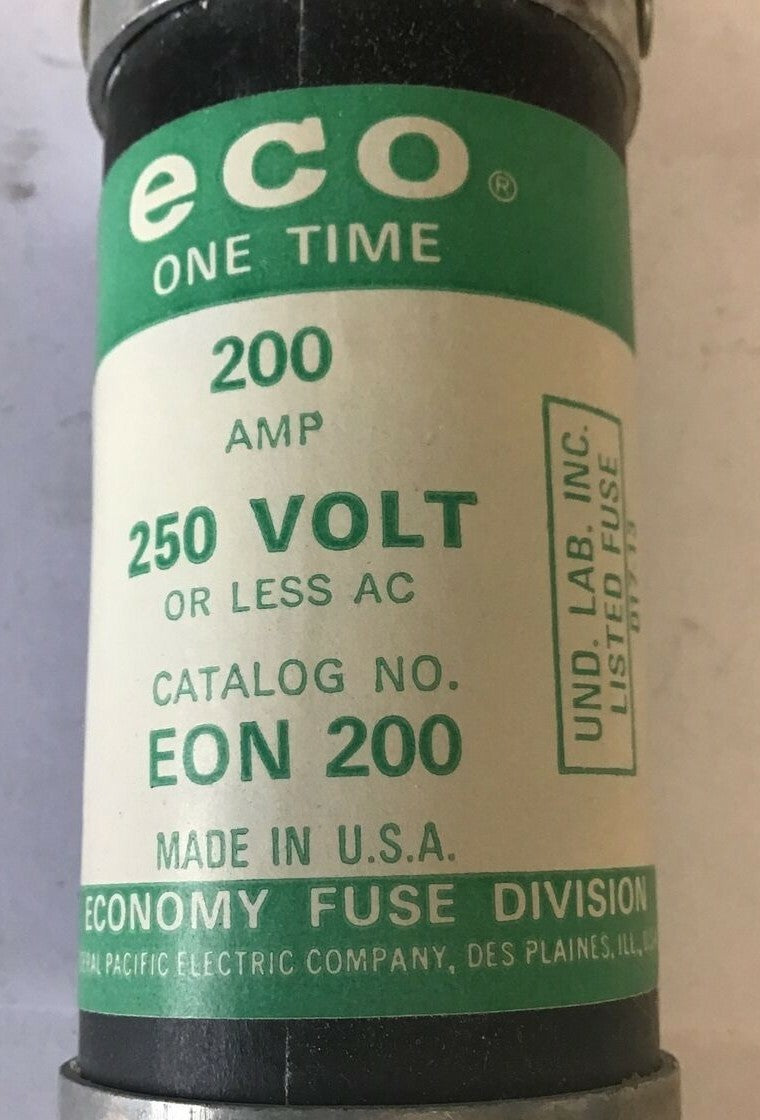 eco®
ONE TIME
200
AMP
250 VOLT
OR LESS AC
CATALOG NO.
EON 200
MADE IN U.S.A.
ECONOMY FUSE DIVISION
PACIFIC ELECTRIC COMPANY, DES PLAINES, ILL.,
UND. LAB. INC.
LISTED FUSE